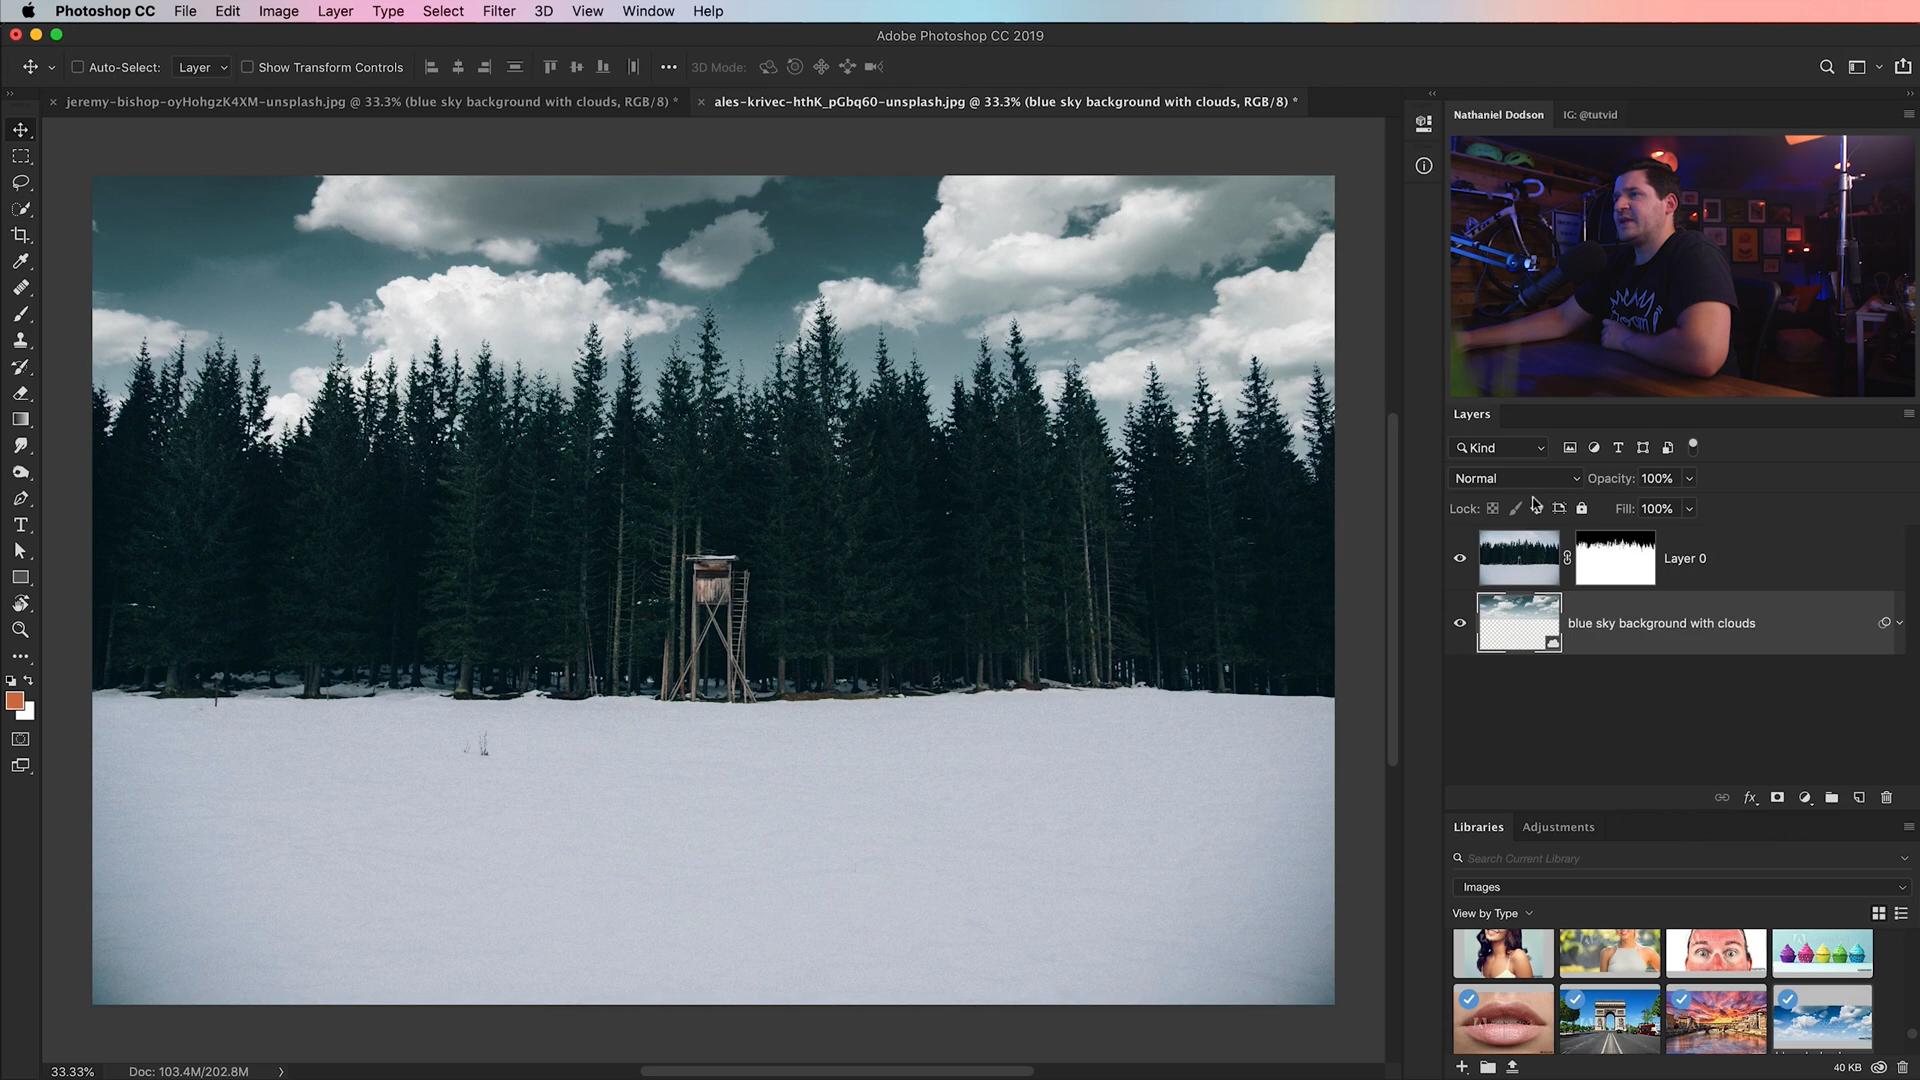 Photoshop CC File Edit Image Layer Type Select Filter 3D View Window Help
Adobe Photoshop CC 2019
Auto-Select: Layer Show Transform Controls 3D Mode:
jeremy-bishop-oyHohgzK4XM-unsplash.jpg @ 33.3% (blue sky background with clouds, RGB/8) * ales-krivec-hthK_pGbq60-unsplash.jpg @ 33.3% (blue sky background with clouds, RGB/8) *
Nathaniel Dodson IG: @tutvid
Layers
Kind
Normal Opacity: 100%
Lock: Fill: 100%
Layer 0
blue sky background with clouds
Libraries Adjustments
Search Current Library
Images
View by Type
40 KB
33.33% Doc: 103.4M/202.8M